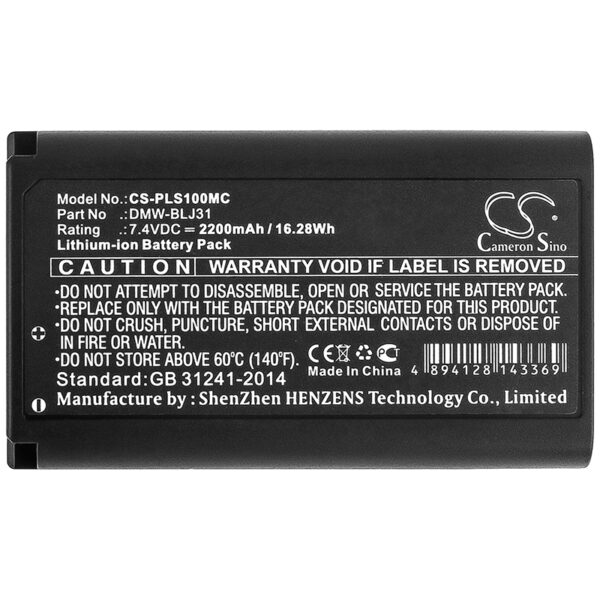 Model No.:CS-PLS100MC
Part No :DMW-BLJ31
Rating :7.4VDC ⎓ 2200mAh / 16.28Wh
Lithium-ion Battery Pack
CS
Cameron Sino
CAUTION WARRANTY VOID IF LABEL IS REMOVED
•DO NOT ATTEMPT TO DISASSEMBLE, OPEN OR SERVICE BATTERY PACK.
•REPLACE ONLY WITH THE BATTERY DESIGNATED FOR THIS PRODUCT.
•DO NOT CRUSH, PUNCTURE, SHORT EXTERNAL CONTACTS OR DISPOSE OF
IN FIRE OR WATER.
•DO NOT STORE ABOVE 60℃ (140℉).
CE
PCT
Made In China
4 894128 143369
Standard:GB 31241-2014
Manufacture by : ShenZhen HENZENS Technology Co., Limited